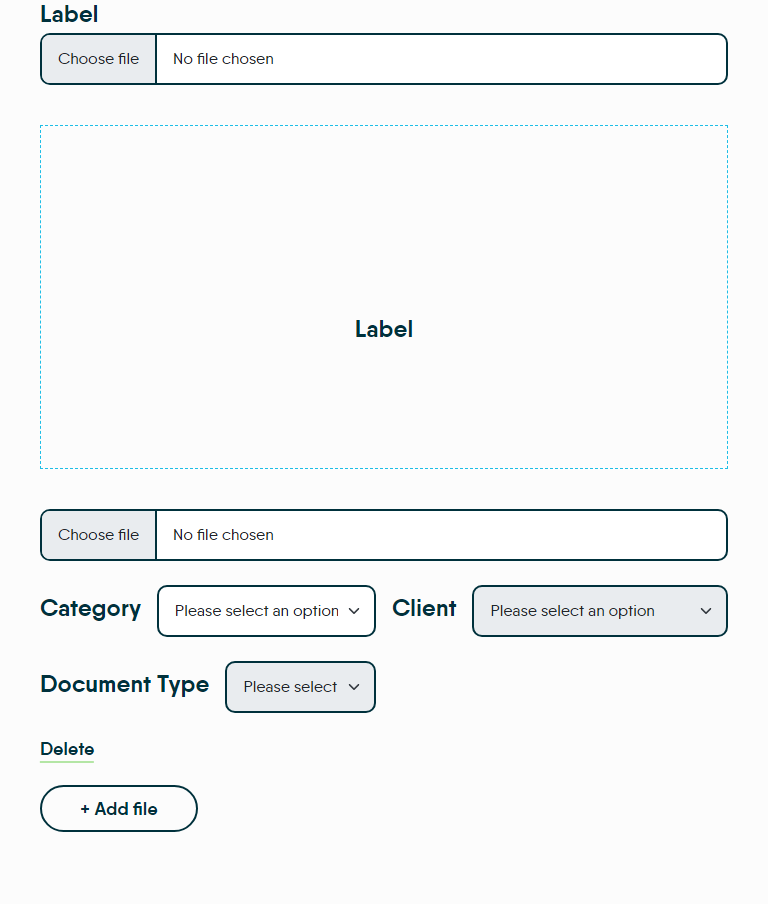 Label
Choose file No file chosen
Label
Choose file No file chosen
Category Please select an option Client Please select an option
Document Type Please select
Delete
+ Add file